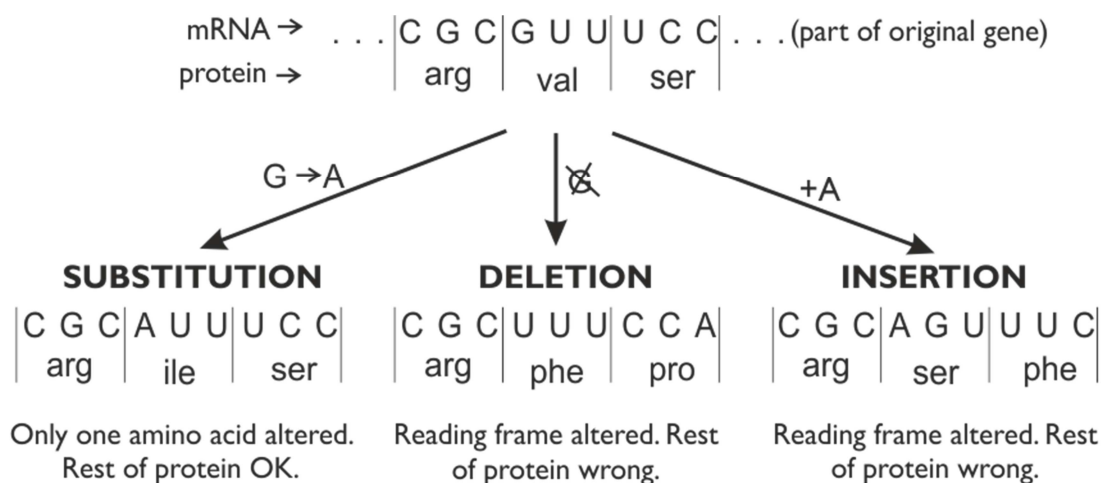 mRNA → . . . C G C G U U U C C . . . (part of original gene)
protein → arg val ser
G → A G +A
SUBSTITUTION DELETION INSERTION
C G C A U U U C C C G C U U U C C A C G C A G U U U C
arg ile ser arg phe pro arg ser phe
Only one amino acid altered. Reading frame altered. Rest Reading frame altered. Rest
Rest of protein OK. of protein wrong. of protein wrong.